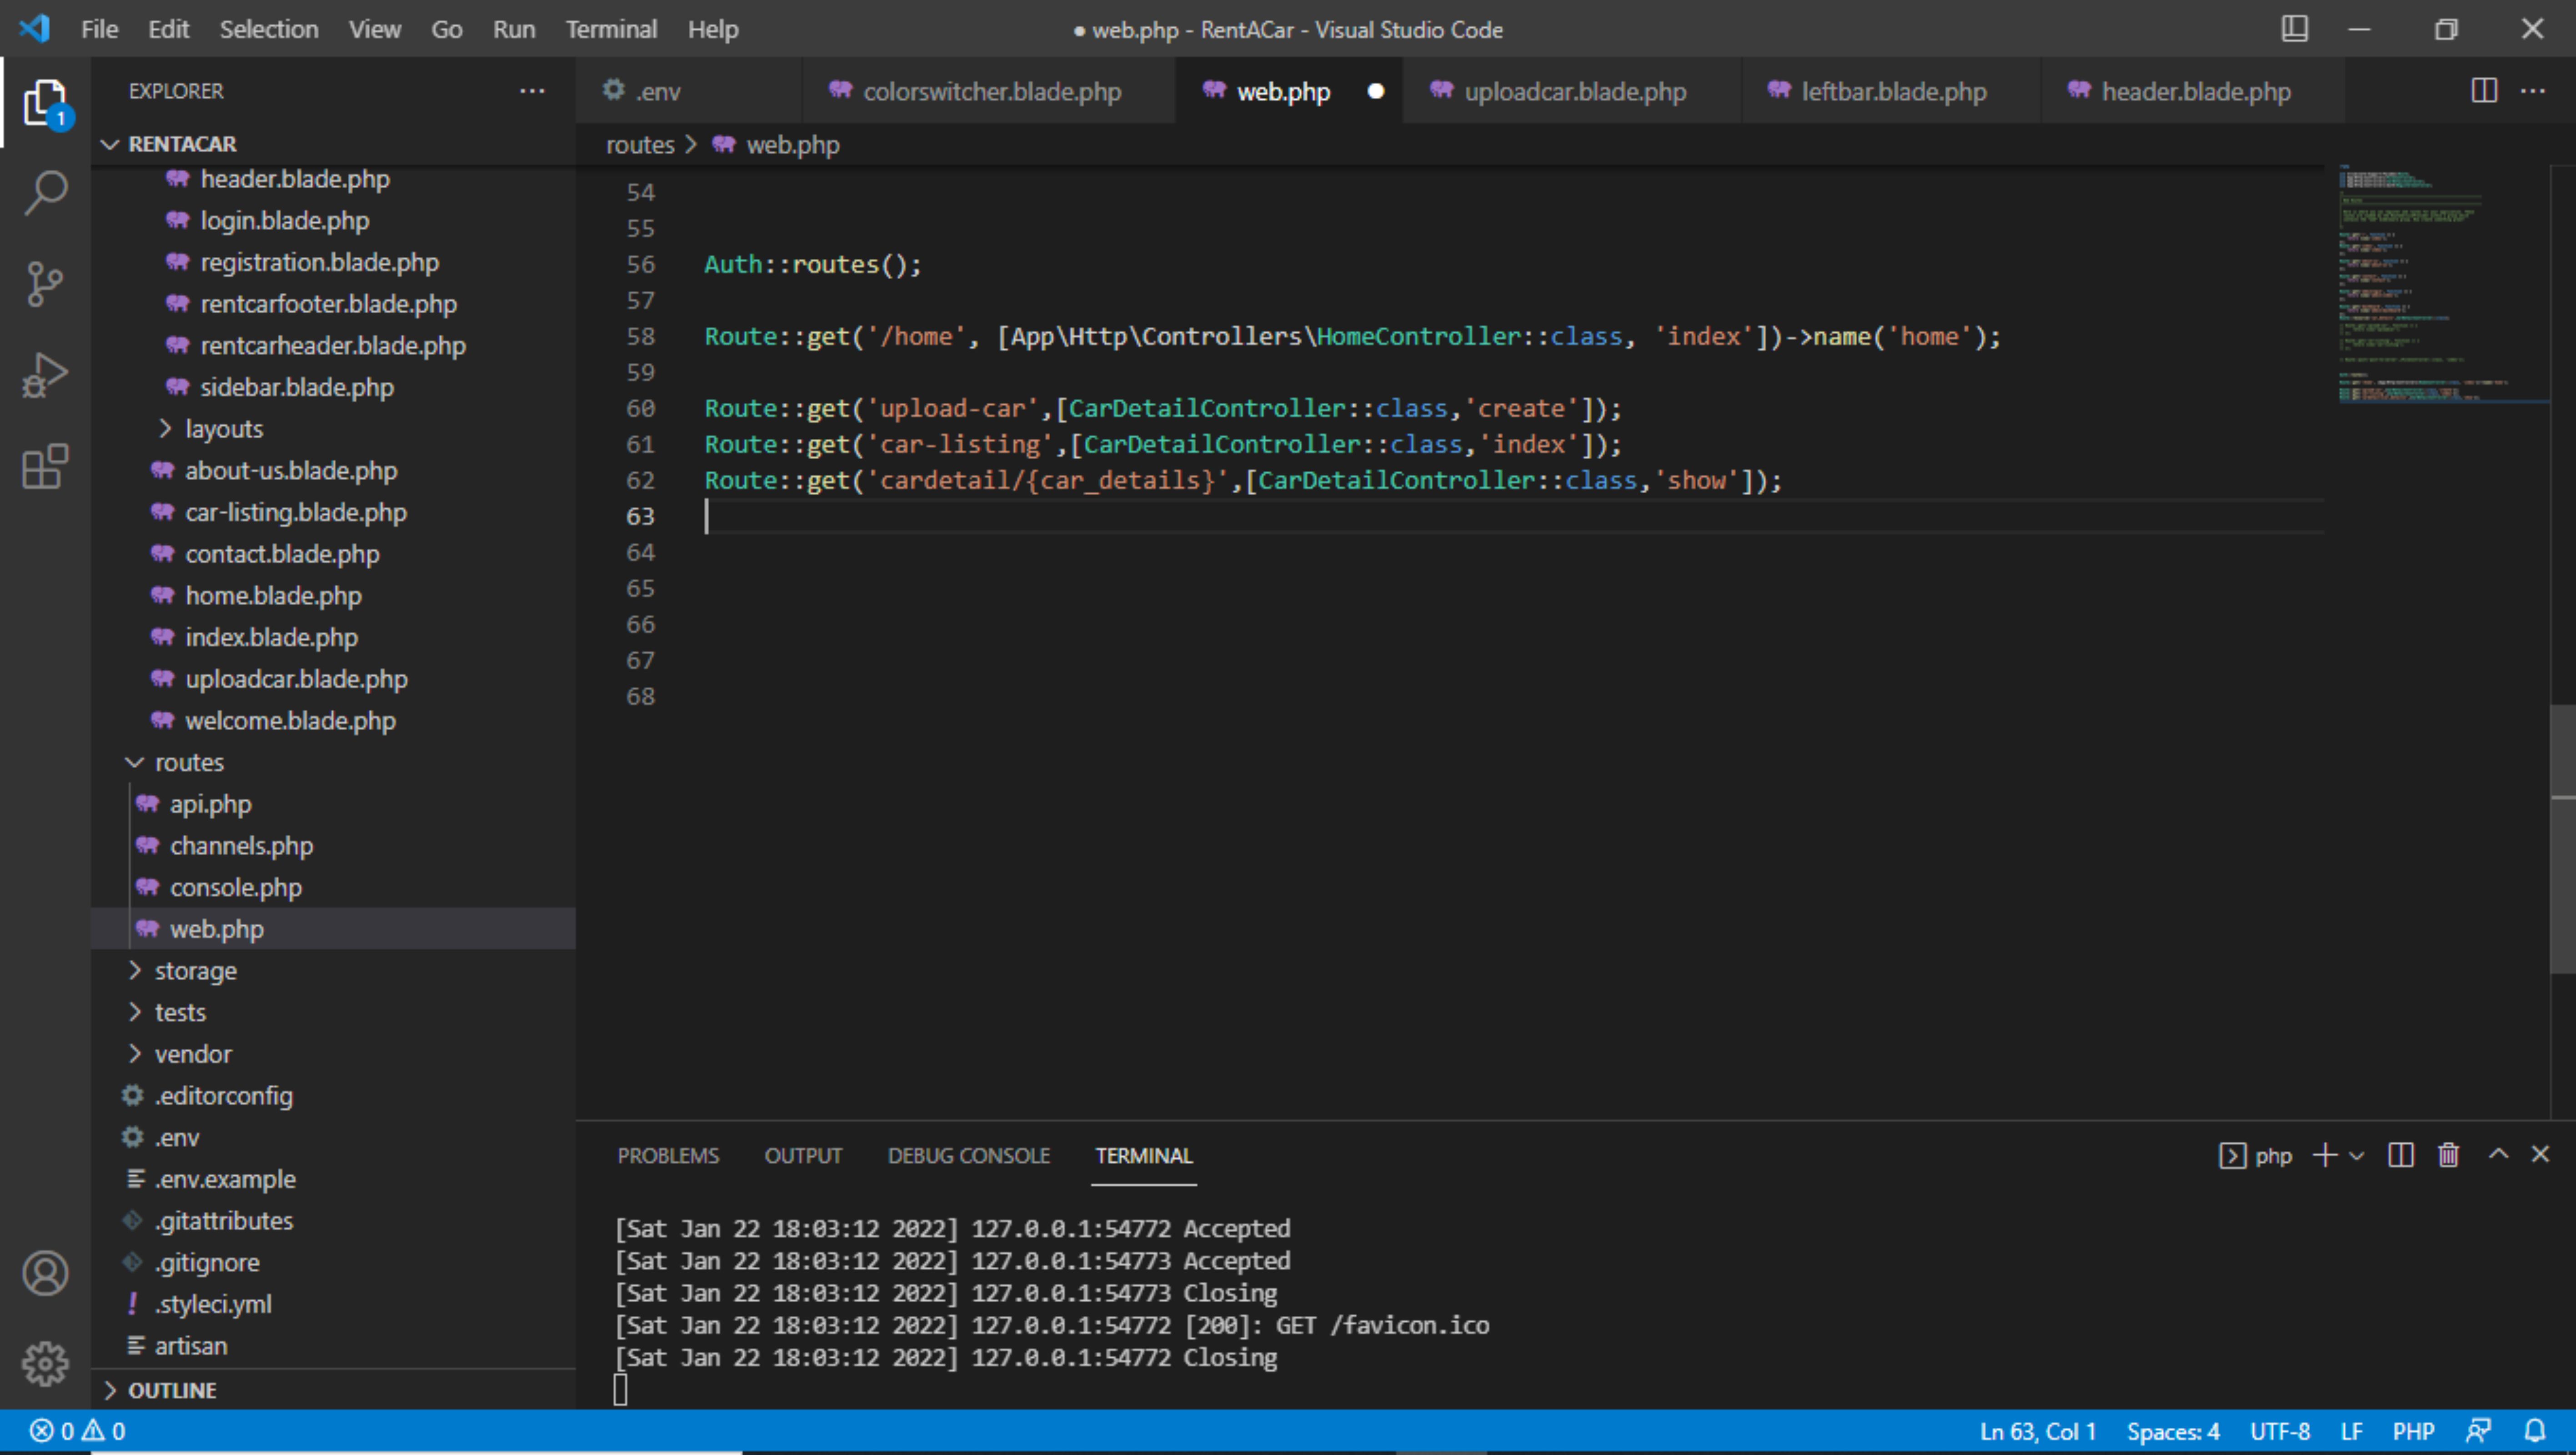 File Edit Selection View Go Run Terminal Help
● web.php - RentACar - Visual Studio Code
EXPLORER
.env
colorswitcher.blade.php
web.php
uploadcar.blade.php
leftbar.blade.php
header.blade.php
1
RENTACAR
routes > web.php
header.blade.php
login.blade.php
registration.blade.php
rentcarfooter.blade.php
rentcarheader.blade.php
sidebar.blade.php
layouts
about-us.blade.php
car-listing.blade.php
contact.blade.php
home.blade.php
index.blade.php
uploadcar.blade.php
welcome.blade.php
routes
api.php
channels.php
console.php
web.php
storage
tests
vendor
.editorconfig
.env
.env.example
.gitattributes
.gitignore
.styleci.yml
artisan
OUTLINE
54
55
56 Auth::routes();
57
58 Route::get('/home', [App\Http\Controllers\HomeController::class, 'index'])->name('home');
59
60 Route::get('upload-car',[CarDetailController::class,'create']);
61 Route::get('car-listing',[CarDetailController::class,'index']);
62 Route::get('cardetail/{car_details}',[CarDetailController::class,'show']);
63
64
65
66
67
68
PROBLEMS OUTPUT DEBUG CONSOLE TERMINAL
php
[Sat Jan 22 18:03:12 2022] 127.0.0.1:54772 Accepted
[Sat Jan 22 18:03:12 2022] 127.0.0.1:54773 Accepted
[Sat Jan 22 18:03:12 2022] 127.0.0.1:54773 Closing
[Sat Jan 22 18:03:12 2022] 127.0.0.1:54772 [200]: GET /favicon.ico
[Sat Jan 22 18:03:12 2022] 127.0.0.1:54772 Closing
0 0
Ln 63, Col 1 Spaces: 4 UTF-8 LF PHP